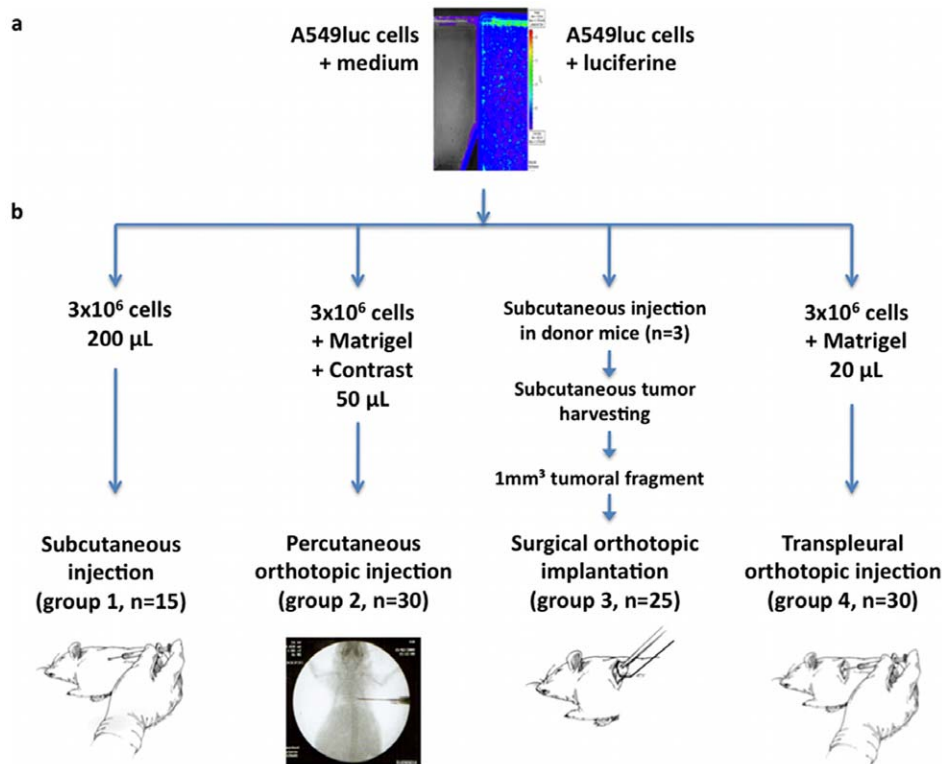 a
A549luc cells
+ medium
A549luc cells
+ luciferine
b
3x10⁶ cells
200 µL
3x10⁶ cells
+ Matrigel
+ Contrast
50 µL
Subcutaneous injection
in donor mice (n=3)
Subcutaneous tumor
harvesting
1mm³ tumoral fragment
3x10⁶ cells
+ Matrigel
20 µL
Subcutaneous
injection
(group 1, n=15)
Percutaneous
orthotopic injection
(group 2, n=30)
Surgical orthotopic
implantation
(group 3, n=25)
Transpleural
orthotopic injection
(group 4, n=30)